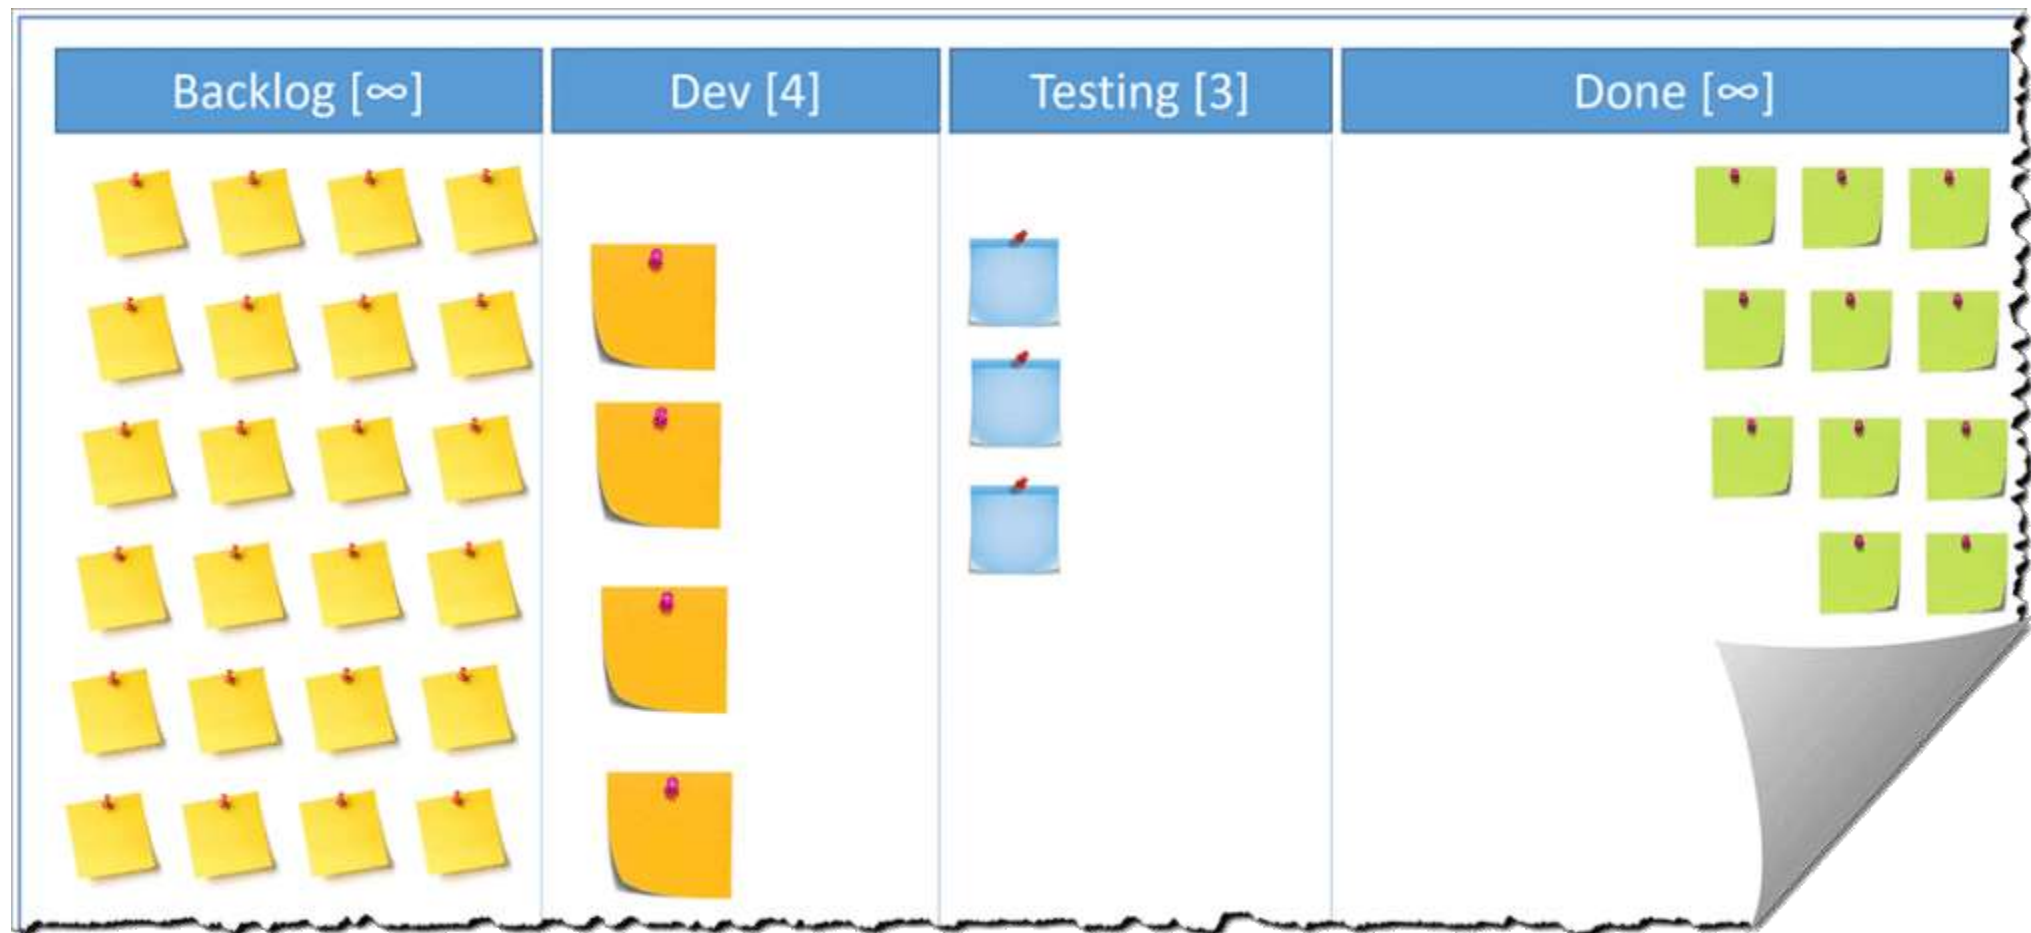 Backlog [∞]
Dev [4]
Testing [3]
Done [∞]